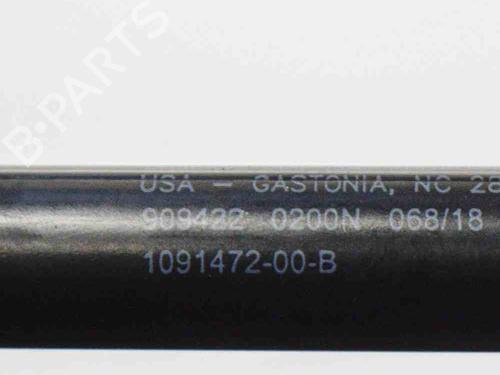 B-PARTS
USA - GASTONIA, NC 28
909422 0200N 068/18
1091472-00-B